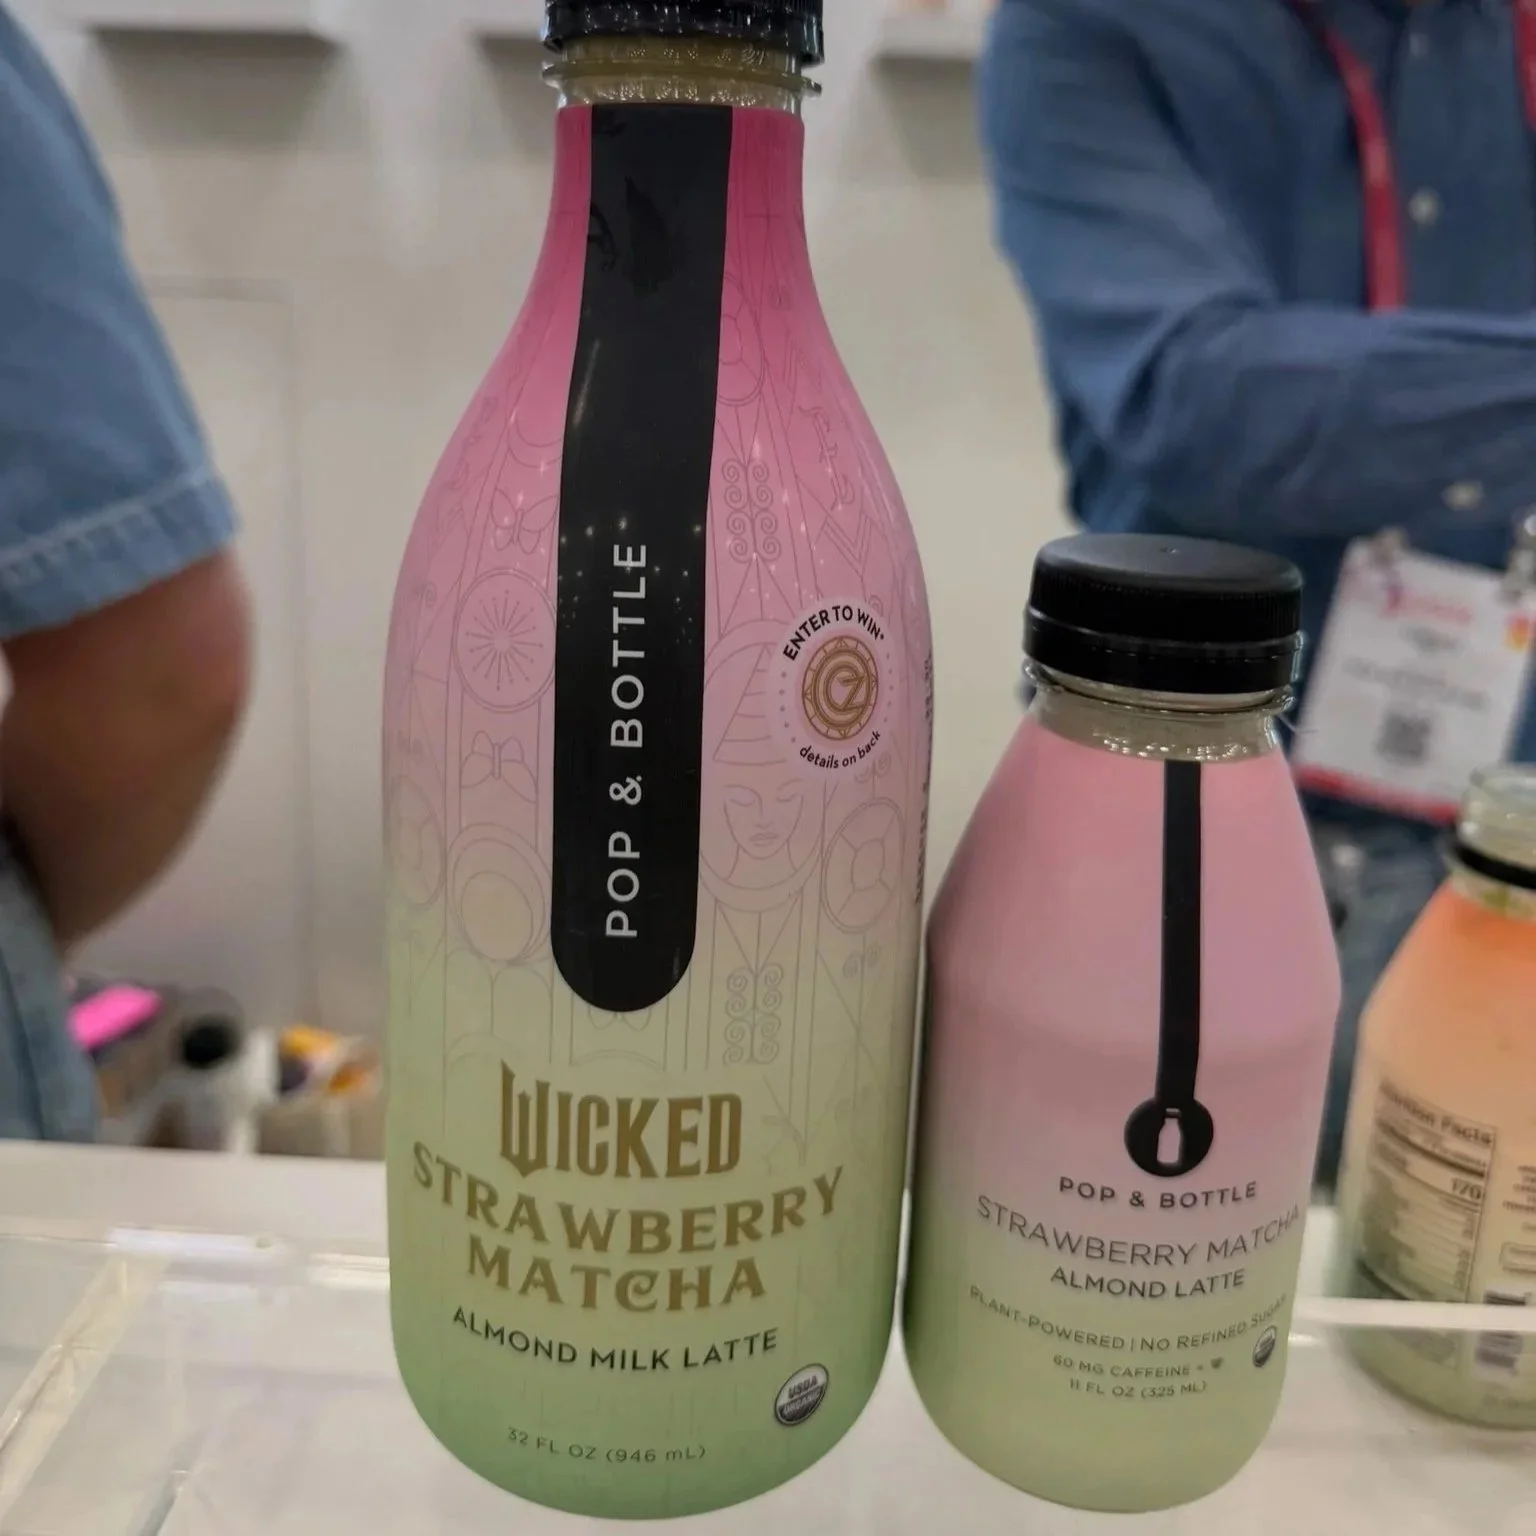 POP & BOTTLE
ENTER TO WIN*
OZ
details on back
WICKED
STRAWBERRY
MATCHA
ALMOND MILK LATTE
USDA
ORGANIC
32 FL OZ (946 mL)
POP & BOTTLE
STRAWBERRY MATCHA
ALMOND LATTE
PLANT-POWERED | NO REFINED SUGAR
60 MG CAFFEINE =
11 FL OZ (325 ML)
Nutrition Facts
170